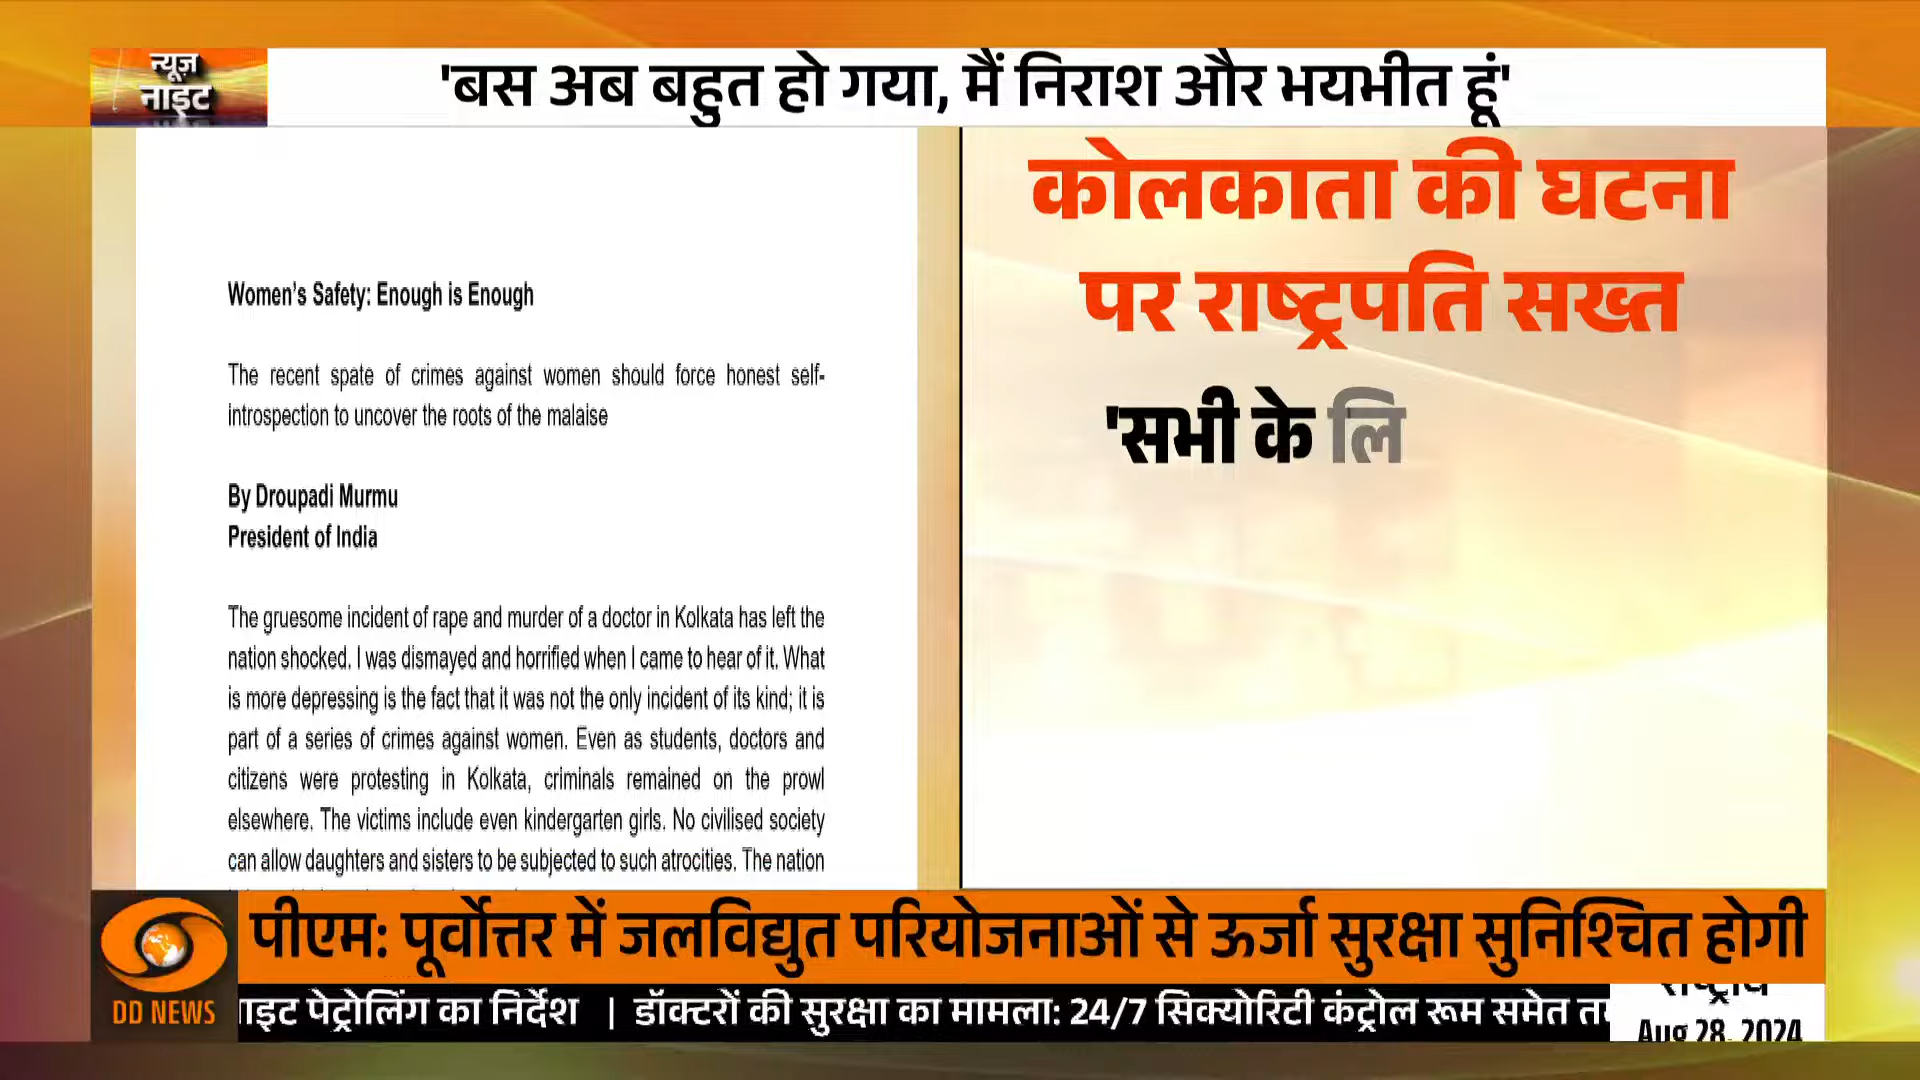 न्यूज़
नाइट
'बस अब बहुत हो गया, मैं निराश और भयभीत हूं'
Women's Safety: Enough is Enough
The recent spate of crimes against women should force honest self-
introspection to uncover the roots of the malaise
By Droupadi Murmu
President of India
The gruesome incident of rape and murder of a doctor in Kolkata has left the
nation shocked. I was dismayed and horrified when I came to hear of it. What
is more depressing is the fact that it was not the only incident of its kind; it is
part of a series of crimes against women. Even as students, doctors and
citizens were protesting in Kolkata, criminals remained on the prowl
elsewhere. The victims include even kindergarten girls. No civilised society
can allow daughters and sisters to be subjected to such atrocities. The nation
कोलकाता की घटना
पर राष्ट्रपति सख्त
'सभी के लि
पीएम: पूर्वोत्तर में जलविद्युत परियोजनाओं से ऊर्जा सुरक्षा सुनिश्चित होगी
DD NEWS
पेट्रोलिंग का निर्देश | डॉक्टरों की सुरक्षा का मामला: 24/7 सिक्योरिटी कंट्रोल रूम समेत
Aug 28, 2024